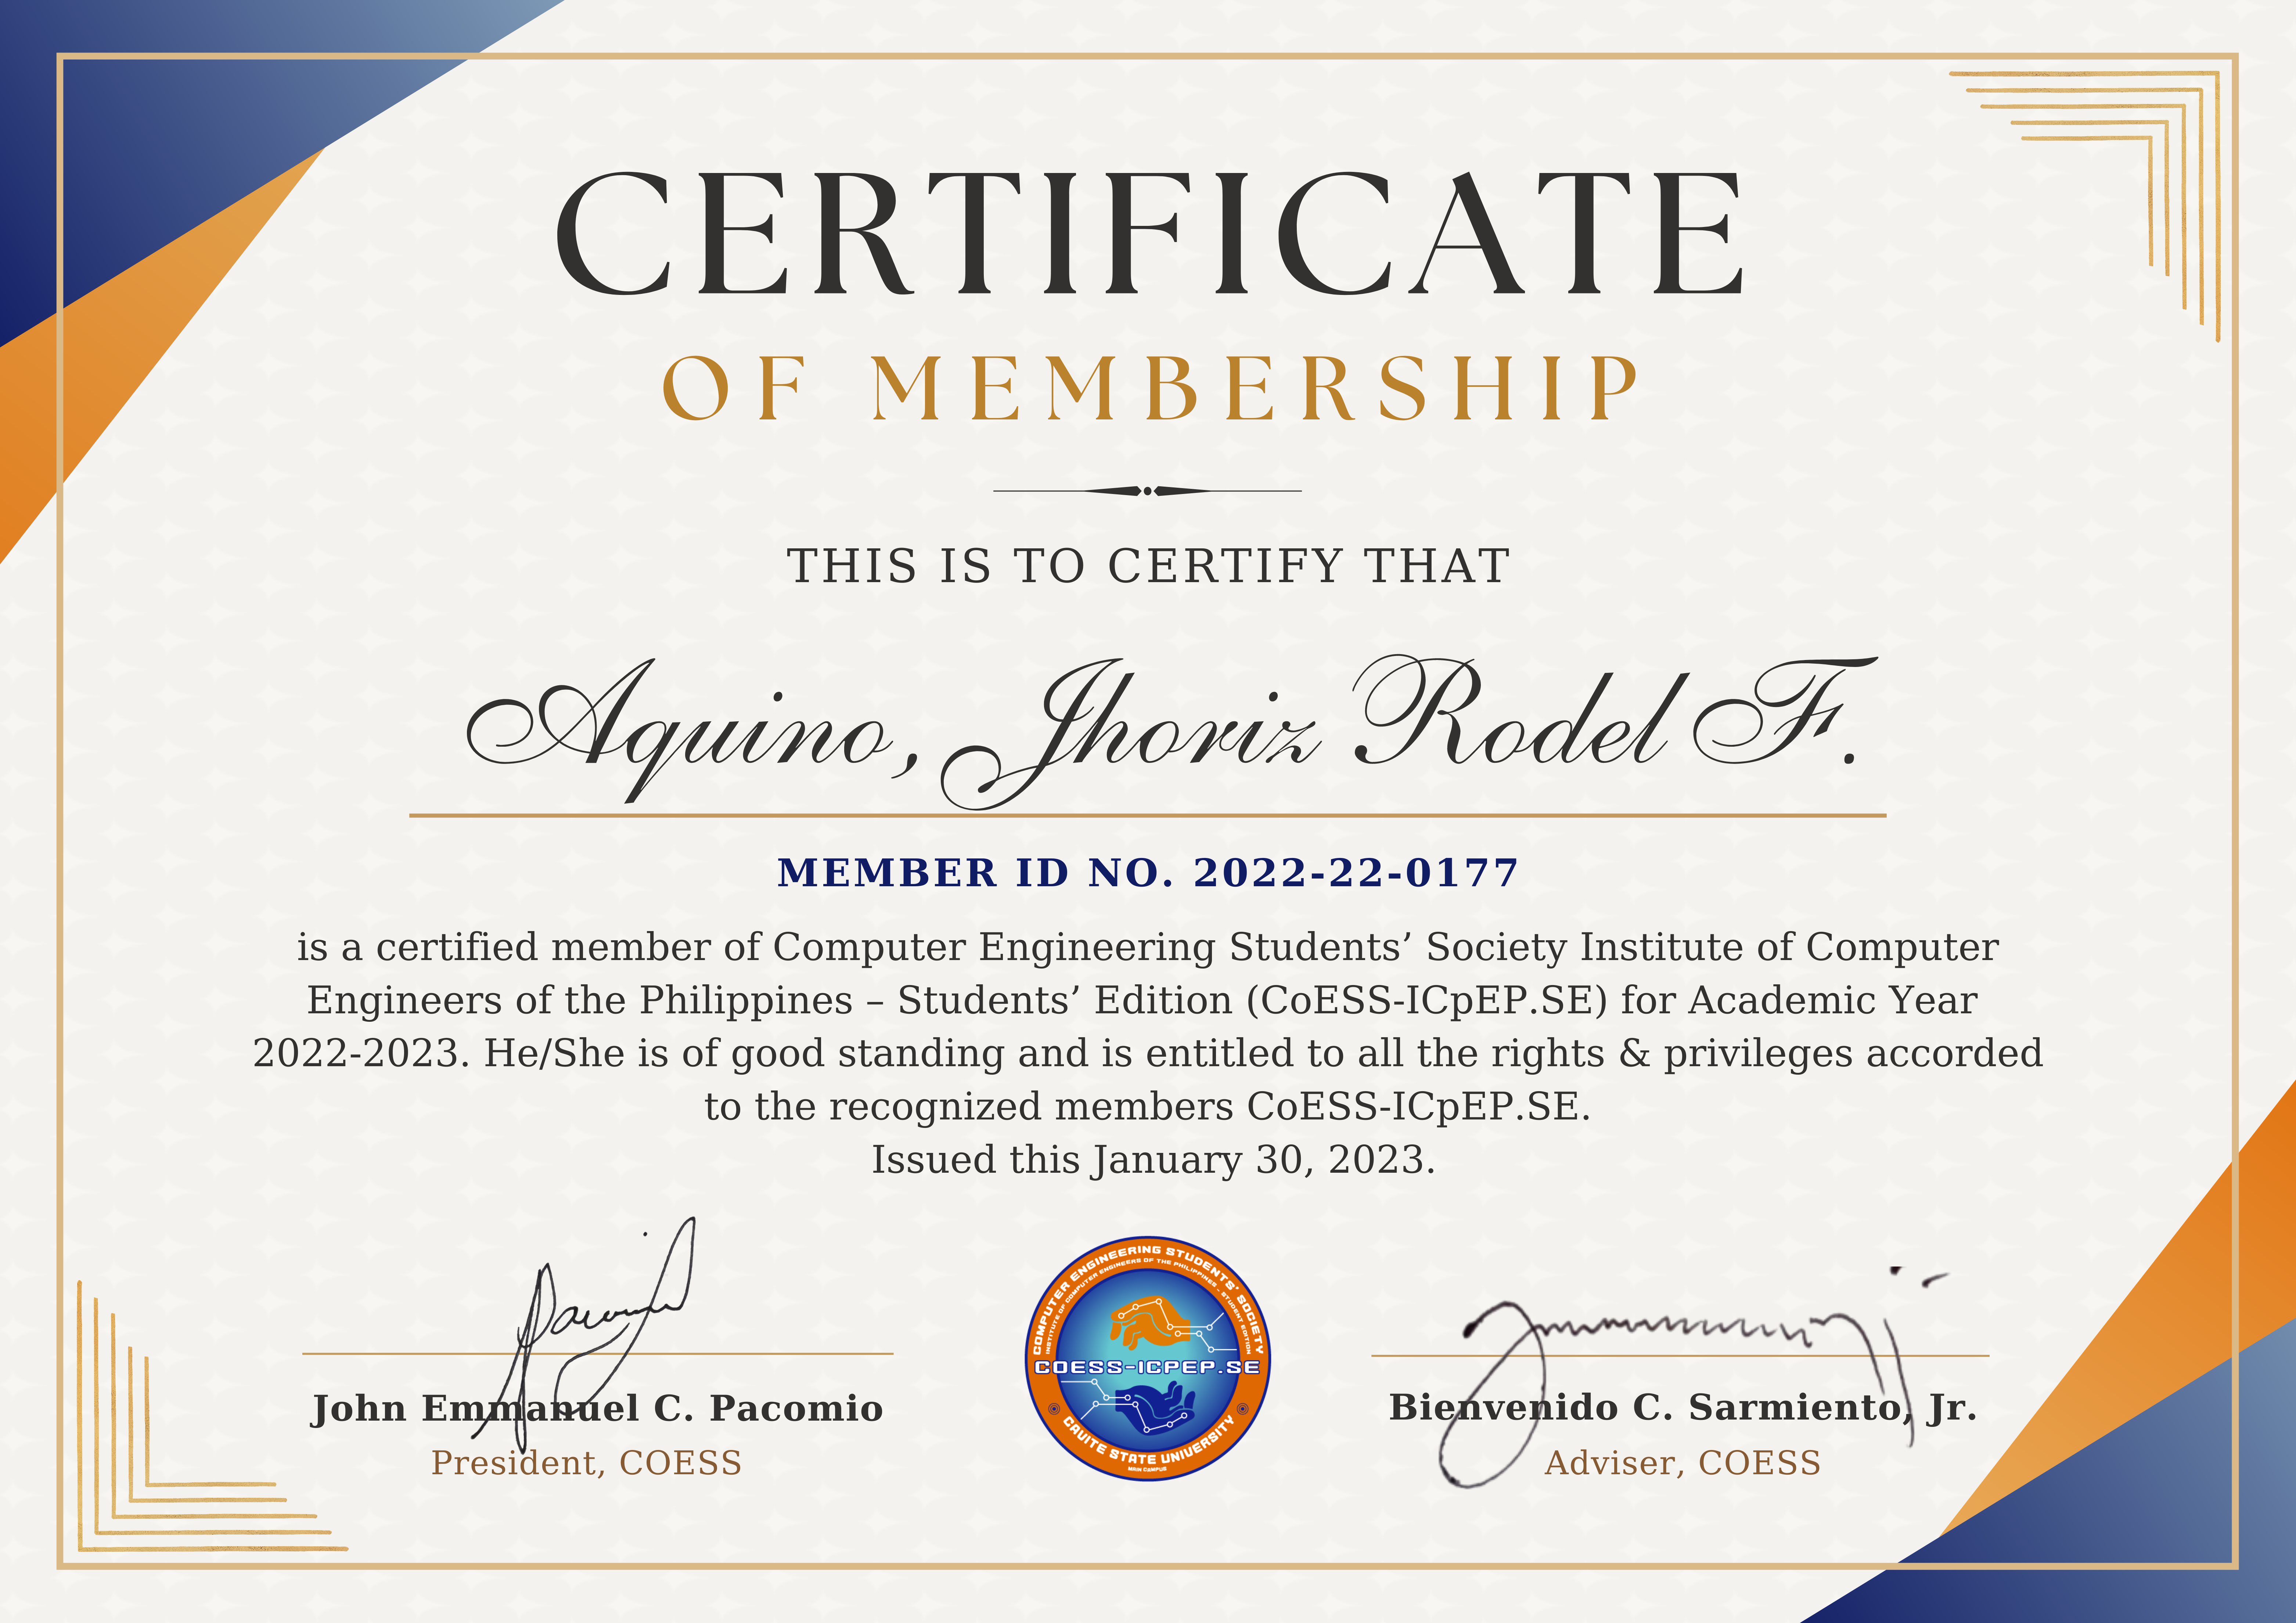 CERTIFICATE
OF MEMBERSHIP
THIS IS TO CERTIFY THAT
Aquino, Jhoriz Rodel F.
MEMBER ID NO. 2022-22-0177
is a certified member of Computer Engineering Students’ Society Institute of Computer
Engineers of the Philippines – Students’ Edition (CoESS-ICpEP.SE) for Academic Year
2022-2023. He/She is of good standing and is entitled to all the rights & privileges accorded
to the recognized members CoESS-ICpEP.SE.
Issued this January 30, 2023.
John Emmanuel C. Pacomio
President, COESS
COMPUTER ENGINEERING STUDENTS' SOCIETY
INSTITUTE OF COMPUTER ENGINEERS OF THE PHILIPPINES - STUDENT EDITION
COESS-ICPEP.SE
CAVITE STATE UNIVERSITY
MAIN CAMPUS
Bienvenido C. Sarmiento, Jr.
Adviser, COESS